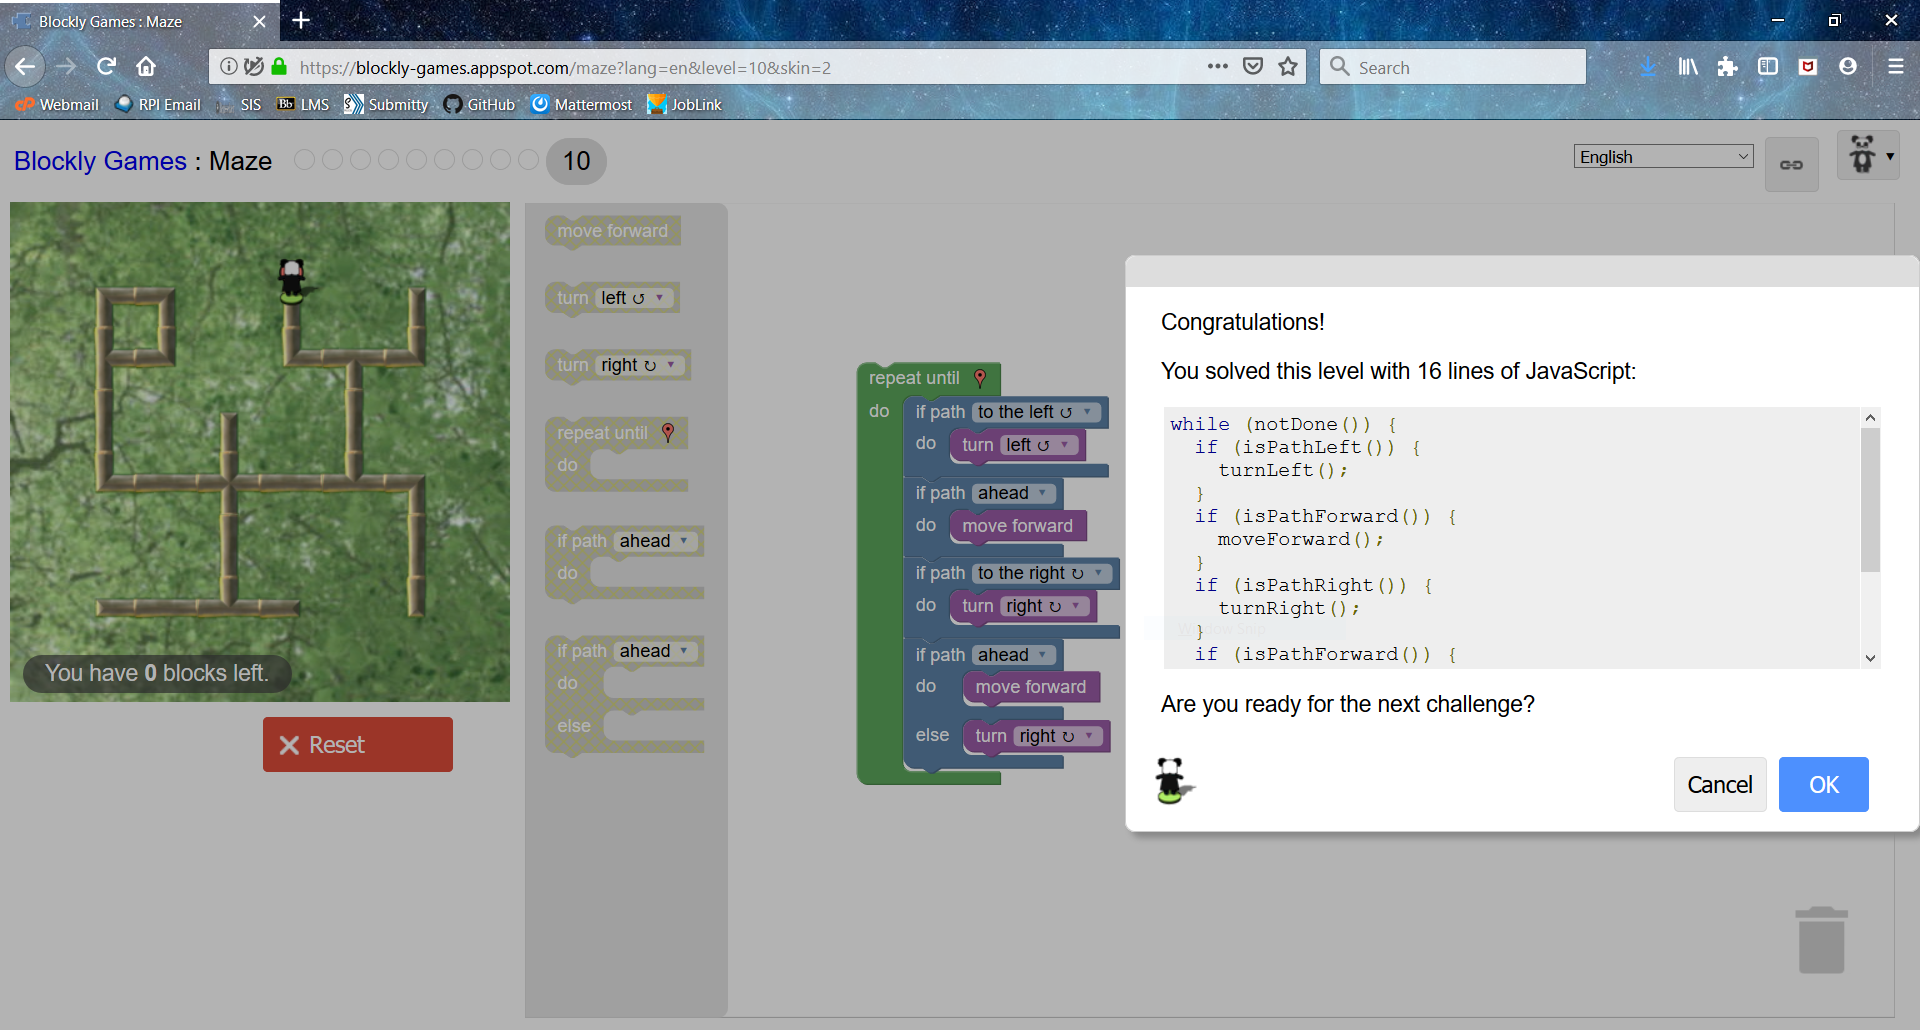 Blockly Games : Maze
https://blockly-games.appspot.com/maze?lang=en&level=10&skin=2
Search
Webmail RPI Email SIS Bb LMS Submitty GitHub Mattermost JobLink
Blockly Games : Maze 10
English
move forward
turn left ↺ ▼
turn right ↻ ▼
repeat until
do
if path ahead ▼
do
if path ahead ▼
do
else
repeat until
do
if path to the left ↺ ▼
do turn left ↺ ▼
if path ahead ▼
do move forward
if path to the right ↻ ▼
do turn right ↻ ▼
if path ahead ▼
do move forward
else turn right ↻ ▼
You have 0 blocks left.
Reset
Congratulations!
You solved this level with 16 lines of JavaScript:
while (notDone()) {
if (isPathLeft()) {
turnLeft();
}
if (isPathForward()) {
moveForward();
}
if (isPathRight()) {
turnRight();
}
if (isPathForward()) {
Are you ready for the next challenge?
Cancel OK